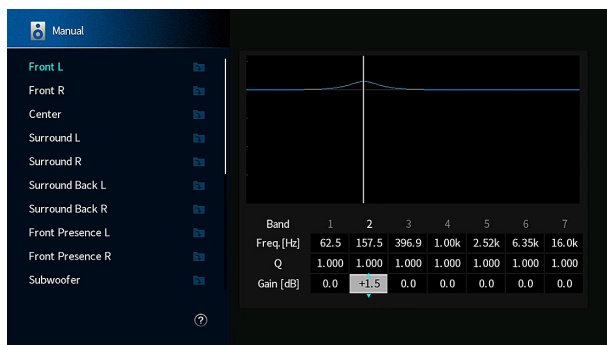 Manual
Front L
Front R
Center
Surround L
Surround R
Surround Back L
Surround Back R
Front Presence L
Front Presence R
Subwoofer
?
Band 1 2 3 4 5 6 7
Freq.[Hz] 62.5 157.5 396.9 1.00k 2.52k 6.35k 16.0k
Q 1.000 1.000 1.000 1.000 1.000 1.000 1.000
Gain [dB] 0.0 +1.5 0.0 0.0 0.0 0.0 0.0